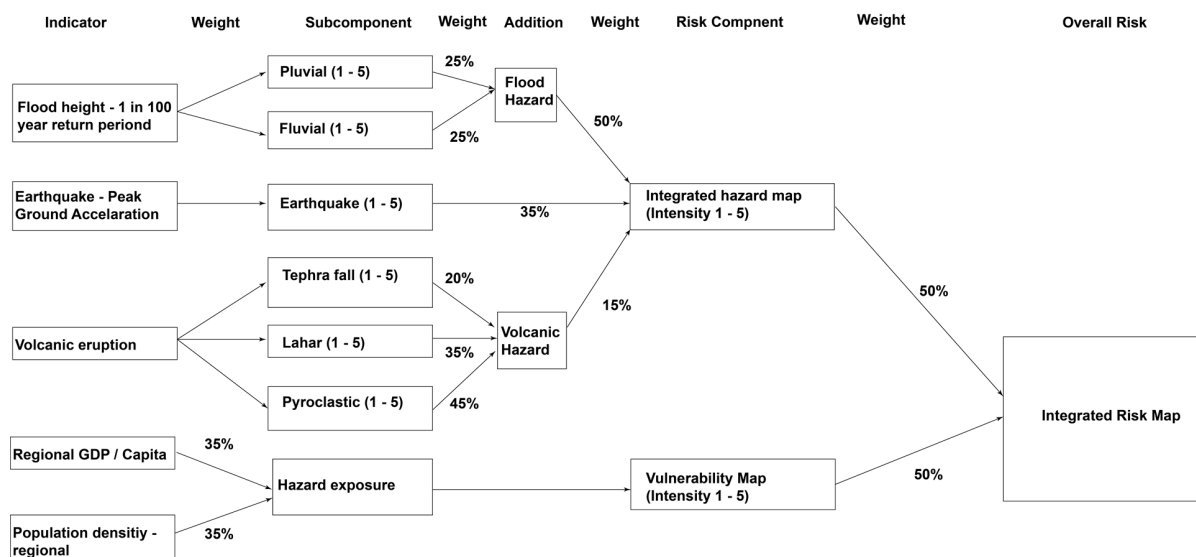 Indicator
Weight
Subcomponent
Weight
Addition
Weight
Risk Compnent
Weight
Overall Risk
Flood height - 1 in 100
year return periond
Pluvial (1 - 5)
25%
Fluvial (1 - 5)
25%
Flood
Hazard
50%
Earthquake - Peak
Ground Accelaration
Earthquake (1 - 5)
35%
Integrated hazard map
(Intensity 1 - 5)
50%
Volcanic eruption
Tephra fall (1 - 5)
20%
Lahar (1 - 5)
35%
Pyroclastic (1 - 5)
45%
Volcanic
Hazard
15%
Integrated Risk Map
Regional GDP / Capita
35%
Population densitiy -
regional
35%
Hazard exposure
Vulnerability Map
(Intensity 1 - 5)
50%